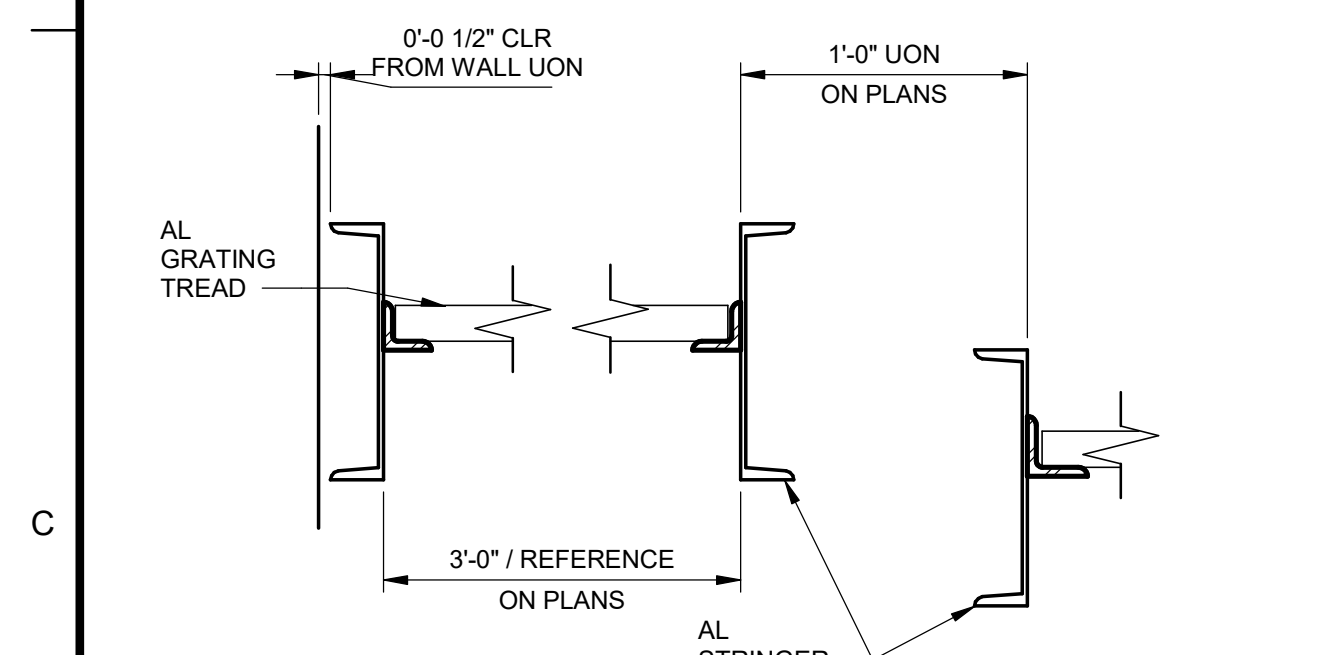 0'-0 1/2" CLR
FROM WALL UON
1'-0" UON
ON PLANS
AL
GRATING
TREAD
C
3'-0" / REFERENCE
ON PLANS
AL
STRINGER